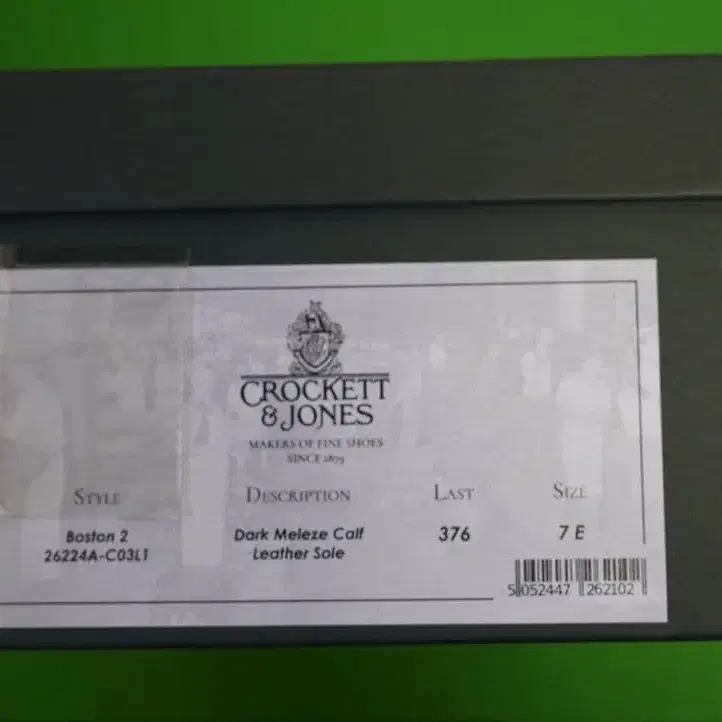 CROCKETT
& JONES
MAKERS OF FINE SHOES
SINCE 1879
STYLE DESCRIPTION LAST SIZE
Boston 2 Dark Meleze Calf 376 7 E
26224A-C03L1 Leather Sole
5 052447 262102